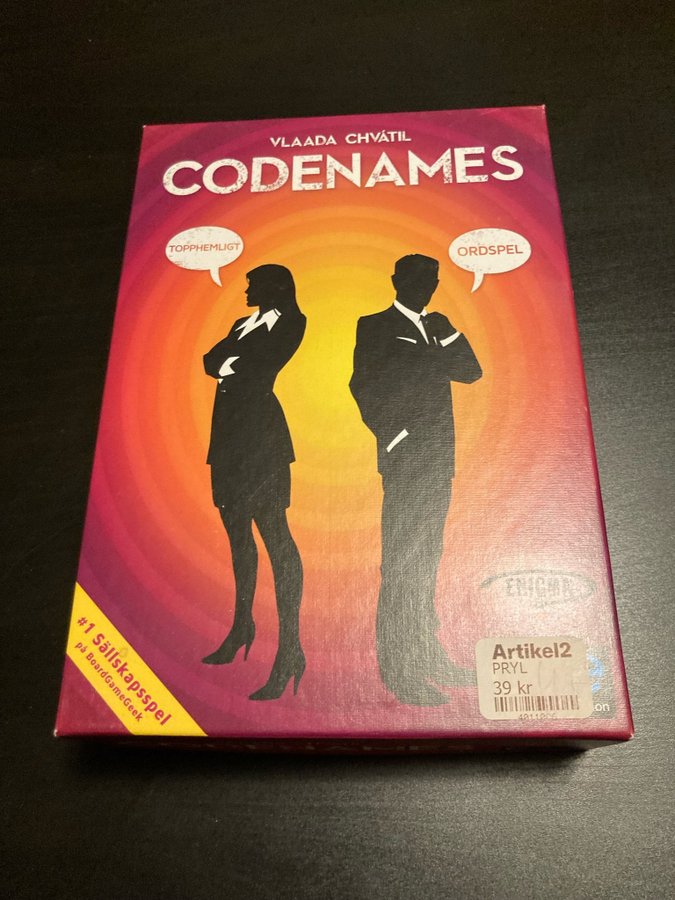 VLAADA CHVÁTIL
CODENAMES
TOPPHEMLIGT
ORDSPEL
#1 Sällskapsspel
på BoardGameGeek
ENIGMA
Artikel2
PRYL
39 kr